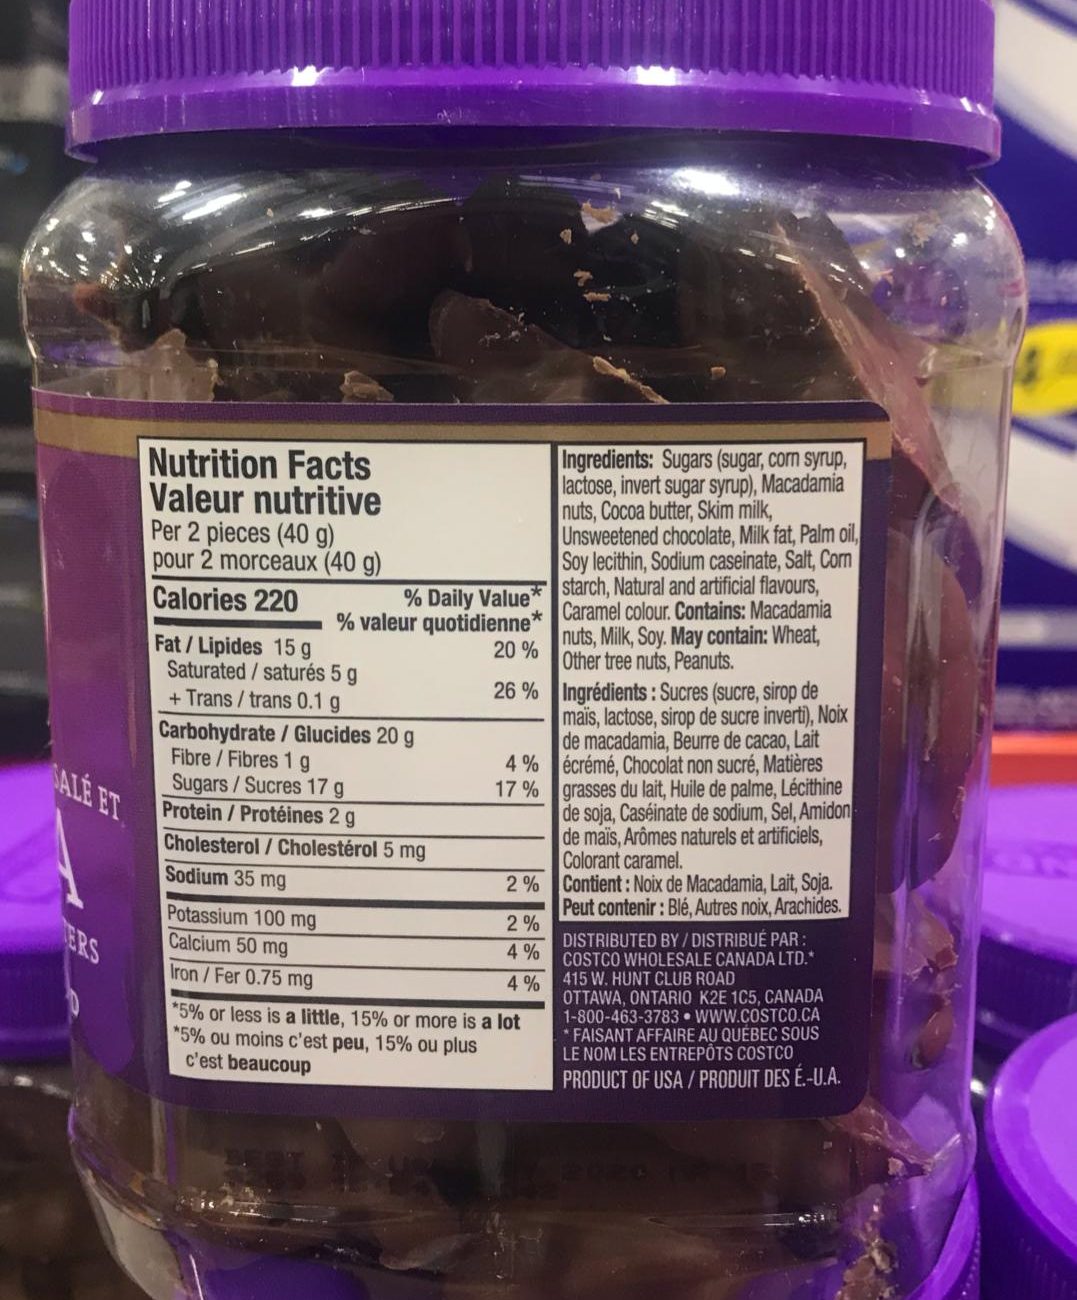 Nutrition Facts
Valeur nutritive
Per 2 pieces (40 g)
pour 2 morceaux (40 g)
Calories 220
% Daily Value*
% valeur quotidienne*
Fat / Lipides 15 g 20 %
Saturated / saturés 5 g
+ Trans / trans 0.1 g 26 %
Carbohydrate / Glucides 20 g
Fibre / Fibres 1 g 4 %
Sugars / Sucres 17 g 17 %
Protein / Protéines 2 g
Cholesterol / Cholestérol 5 mg
Sodium 35 mg 2 %
Potassium 100 mg 2 %
Calcium 50 mg 4 %
Iron / Fer 0.75 mg 4 %
*5% or less is a little, 15% or more is a lot
*5% ou moins c'est peu, 15% ou plus
c'est beaucoup
Ingredients: Sugars (sugar, corn syrup,
lactose, invert sugar syrup), Macadamia
nuts, Cocoa butter, Skim milk,
Unsweetened chocolate, Milk fat, Palm oil,
Soy lecithin, Sodium caseinate, Salt, Corn
starch, Natural and artificial flavours,
Caramel colour. Contains: Macadamia
nuts, Milk, Soy. May contain: Wheat,
Other tree nuts, Peanuts.
Ingrédients : Sucres (sucre, sirop de
maïs, lactose, sirop de sucre inverti), Noix
de macadamia, Beurre de cacao, Lait
écrémé, Chocolat non sucré, Matières
grasses du lait, Huile de palme, Lécithine
de soja, Caséinate de sodium, Sel, Amidon
de maïs, Arômes naturels et artificiels,
Colorant caramel.
Contient : Noix de Macadamia, Lait, Soja.
Peut contenir : Blé, Autres noix, Arachides.
DISTRIBUTED BY / DISTRIBUÉ PAR :
COSTCO WHOLESALE CANADA LTD.*
415 W. HUNT CLUB ROAD
OTTAWA, ONTARIO K2E 1C5, CANADA
1-800-463-3783 • WWW.COSTCO.CA
* FAISANT AFFAIRE AU QUÉBEC SOUS
LE NOM LES ENTREPÔTS COSTCO
PRODUCT OF USA / PRODUIT DES É.-U.A.
SALÉ ET
A
TERS
D